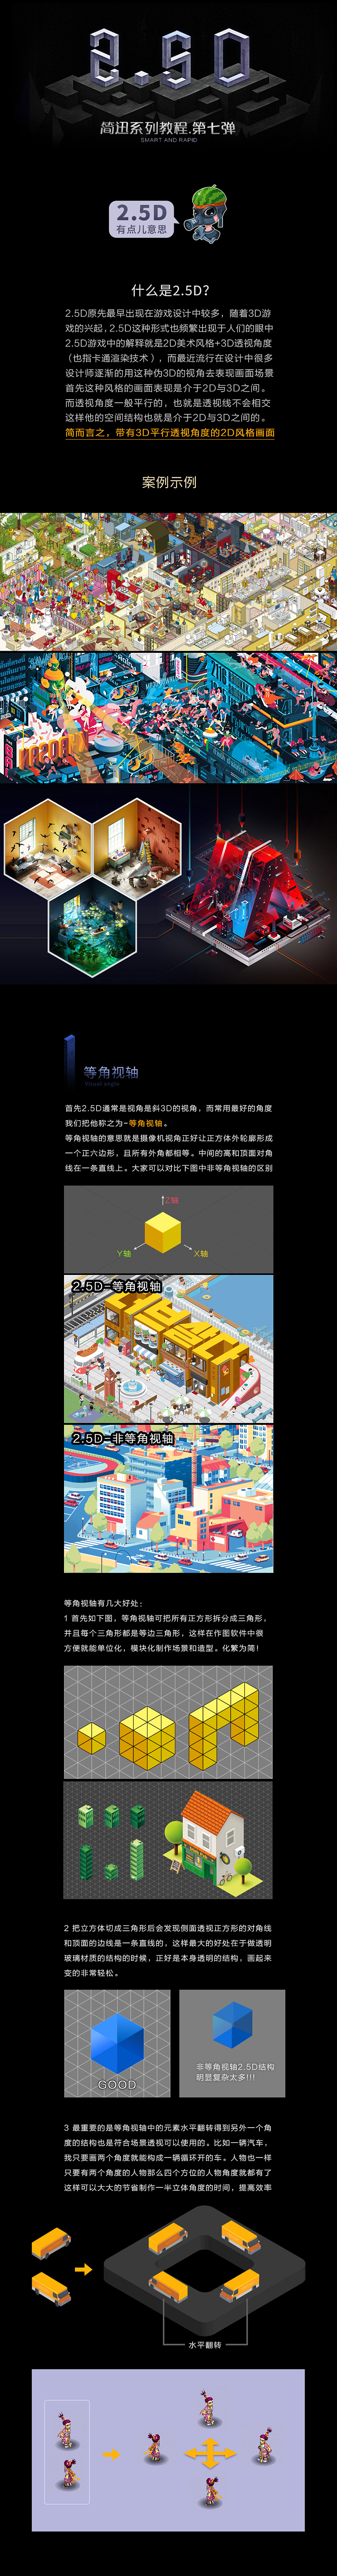 2.5D
简迅系列教程.第七弹
SMART AND RAPID
2.5D
有点儿意思
什么是2.5D?
2.5D原先最早出现在游戏设计中较多，随着3D游
戏的兴起, 2.5D这种形式也频繁出现于人们的眼中
2.5D游戏中的解释就是2D美术风格+3D透视角度
（也指卡通渲染技术），而最近流行在设计中很多
设计师逐渐的用这种伪3D的视角去表现画面场景
首先这种风格的画面表现是介于2D与3D之间。
而透视角度一般平行的，也就是透视线不会相交
这样他的空间结构也就是介于2D与3D之间的。
简而言之，带有3D平行透视角度的2D风格画面
案例示例
1
等角视轴
首先2.5D通常是视角是斜3D的视角，而常用最好的角度
我们把他称之为-等角视轴。
等角视轴的意思就是摄像机视角正好让正方体外轮廓形成
一个正六边形，且所有外角都相等。中间的高和顶面对角
线在一条直线上。大家可以对比下图中非等角视轴的区别
Z轴
Y轴
X轴
2.5D-等角视轴
2.5D-非等角视轴
等角视轴有几大好处：
1 首先如下图，等角视轴可把所有正方形拆分成三角形，
并且每个三角形都是等边三角形，这样在作图软件中很
方便就能单位化，模块化制作场景和造型。化繁为简！
2 把立方体切成三角形后会发现侧面透视正方形的对角线
和顶面的边线是一条直线的，这样最大的好处在于做透明
玻璃材质的结构的时候，正好是本身透明的结构，画起来
变的非常轻松。
GOOD
非等角视轴2.5D结构
明显复杂太多!!!
3 最重要的是等角视轴中的元素水平翻转得到另外一个角
度的结构也是符合场景透视可以使用的。比如一辆汽车，
我只要画两个角度就能构成一辆循环开的车。人物也一样
只要有两个角度的人物那么四个方位的人物角度就都有了
这样可以大大的节省制作一半立体角度的时间，提高效率
水平翻转